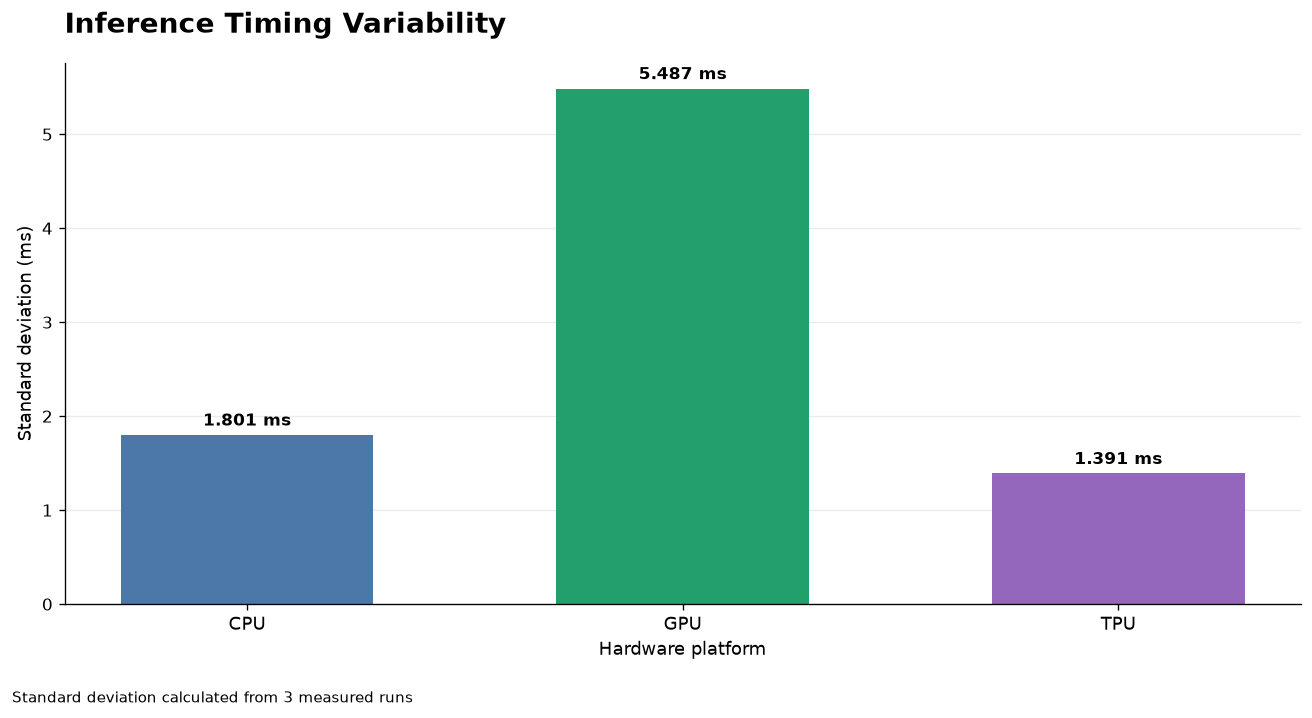 Inference Timing Variability
Standard deviation (ms)
5
4
3
2
1
0
1.801 ms
5.487 ms
1.391 ms
CPU
GPU
TPU
Hardware platform
Standard deviation calculated from 3 measured runs